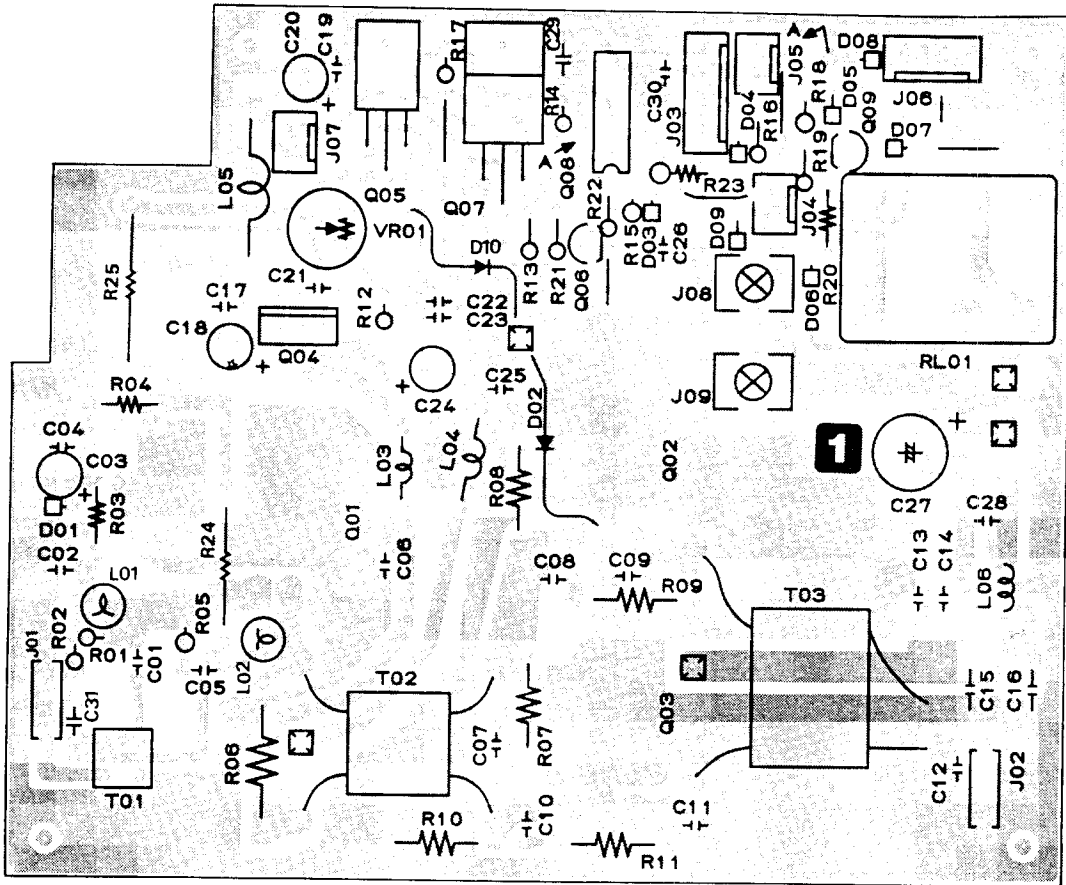 C20
C19
R17
C29
R14
C30
J03
D04
R16
J05
A
R18
D05
D08
Q09
J06
D07
R19
L05
J07
Q05
Q07
A
Q08
R22
R23
J04
VR01
D10
R13
R21
Q06
R15
D03
C26
D09
R20
D06
J08
R25
C17
C21
C18
Q04
R12
C22
C23
RL01
R04
C24
C25
D02
J09
C04
C03
R03
D01
C02
L03
L04
R08
Q02
1
C27
C28
R24
Q01
C06
C08
C09
R09
C13
C14
L06
L01
R02
J01
R01
C01
R05
C05
L02
T03
C31
T01
R06
T02
C07
R07
Q03
C15
C16
C12
J02
R10
C10
R11
C11